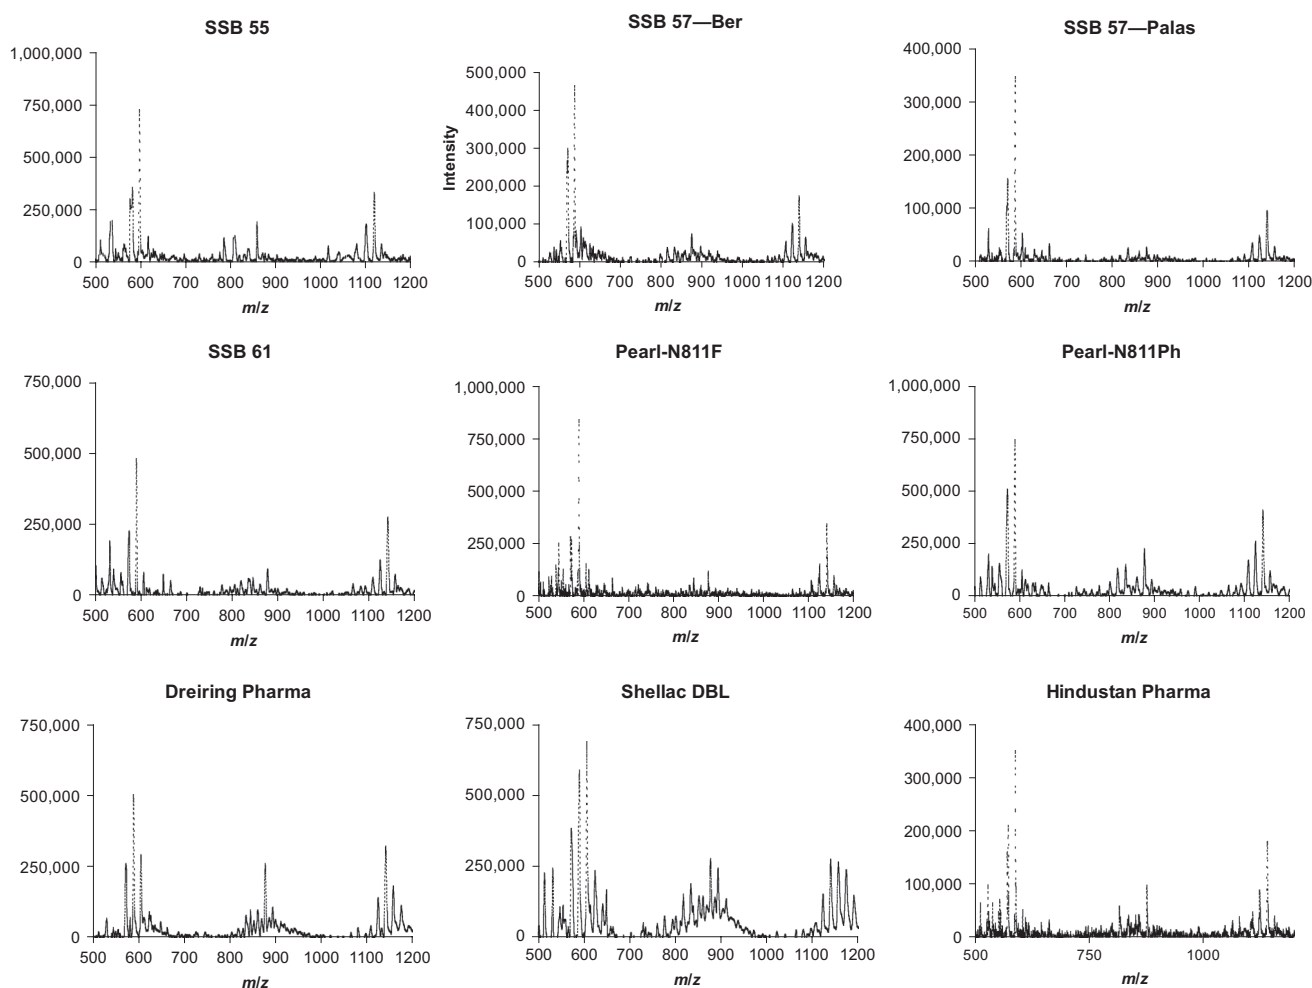 SSB 55
1,000,000
750,000
500,000
250,000
0
500 600 700 800 900 1000 1100 1200
m/z
SSB 57—Ber
Intensity
500,000
400,000
300,000
200,000
100,000
0
500 600 700 800 900 1000 1100 1200
m/z
SSB 57—Palas
400,000
300,000
200,000
100,000
0
500 600 700 800 900 1000 1100 1200
m/z
SSB 61
750,000
500,000
250,000
0
500 600 700 800 900 1000 1100 1200
m/z
Pearl-N811F
1,000,000
750,000
500,000
250,000
0
500 600 700 800 900 1000 1100 1200
m/z
Pearl-N811Ph
1,000,000
750,000
500,000
250,000
0
500 600 700 800 900 1000 1100 1200
m/z
Dreiring Pharma
750,000
500,000
250,000
0
500 600 700 800 900 1000 1100 1200
m/z
Shellac DBL
750,000
500,000
250,000
0
500 600 700 800 900 1000 1100 1200
m/z
Hindustan Pharma
400,000
300,000
200,000
100,000
0
500 750 1000
m/z